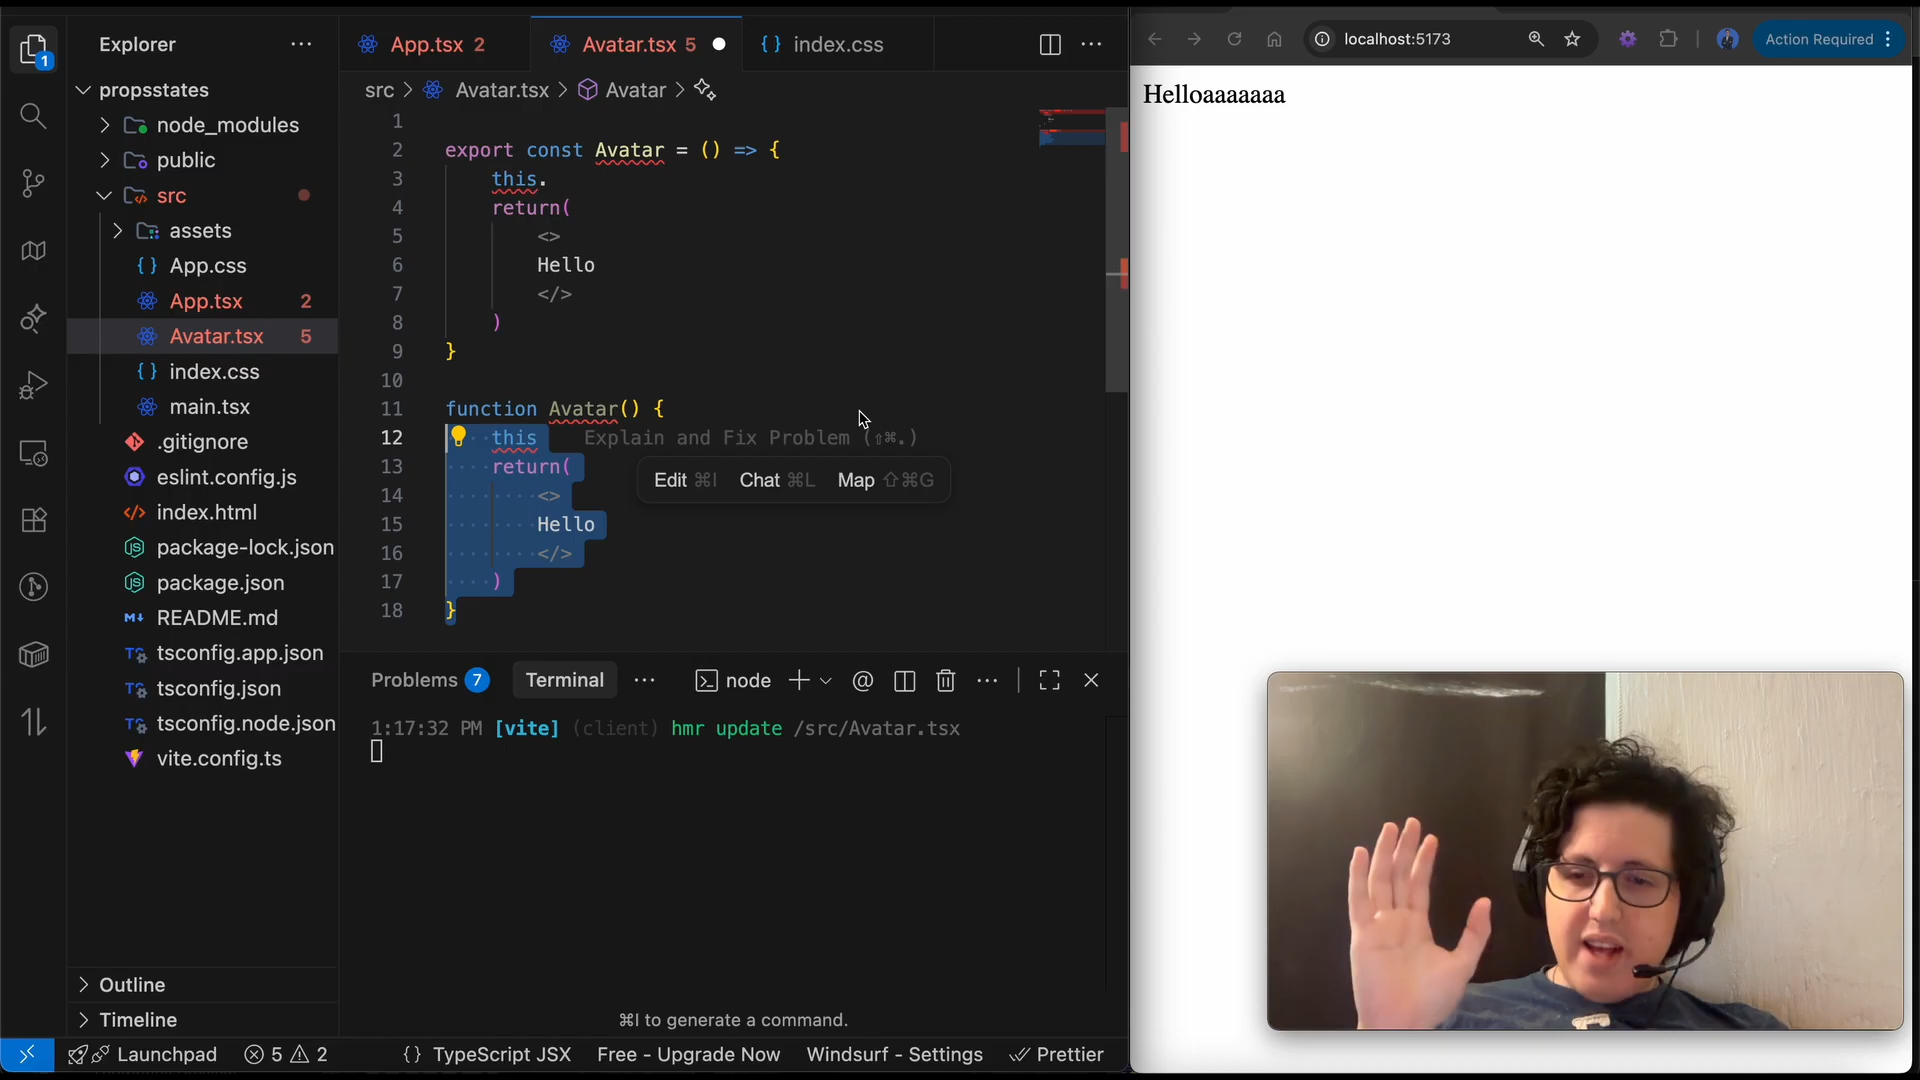 Explorer
1
propsstates
node_modules
public
src
assets
App.css
App.tsx 2
Avatar.tsx 5
index.css
main.tsx
.gitignore
eslint.config.js
index.html
package-lock.json
package.json
README.md
tsconfig.app.json
tsconfig.json
tsconfig.node.json
vite.config.ts
Outline
Timeline
App.tsx 2
Avatar.tsx 5
index.css
src > Avatar.tsx > Avatar >
1
2 export const Avatar = () => {
3 this.
4 return(
5 <>
6 Hello
7 </>
8 )
9 }
10
11 function Avatar() {
12 this Explain and Fix Problem (⇧⌘.)
13 return(
14 <>
15 Hello
16 </>
17 )
18 }
Edit ⌘I Chat ⌘L Map ⇧⌘G
Problems 7 Terminal node
1:17:32 PM [vite] (client) hmr update /src/Avatar.tsx
⌘I to generate a command.
Launchpad 5 2 {} TypeScript JSX Free - Upgrade Now Windsurf - Settings Prettier
localhost:5173
Action Required
Helloaaaaaaa